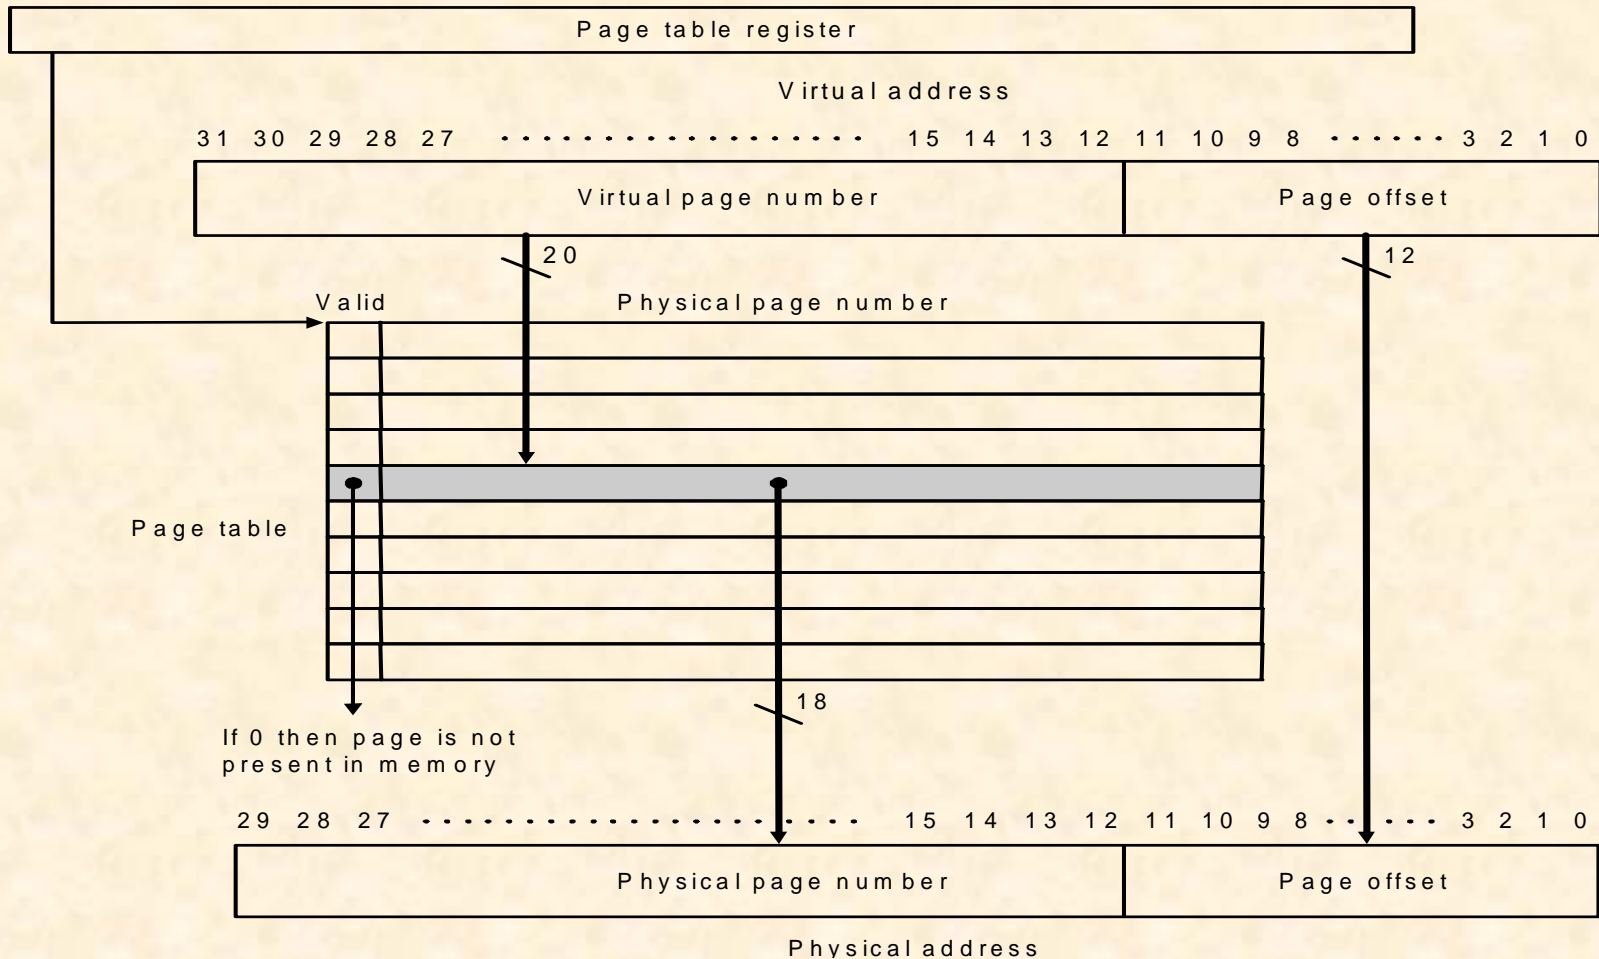 Page table register
Virtual address
31 30 29 28 27 15 14 13 12 11 10 9 8 3 2 1 0
Virtual page number Page offset
20 12
Valid Physical page number
Page table
18
If 0 then page is not
present in memory
29 28 27 15 14 13 12 11 10 9 8 3 2 1 0
Physical page number Page offset
Physical address